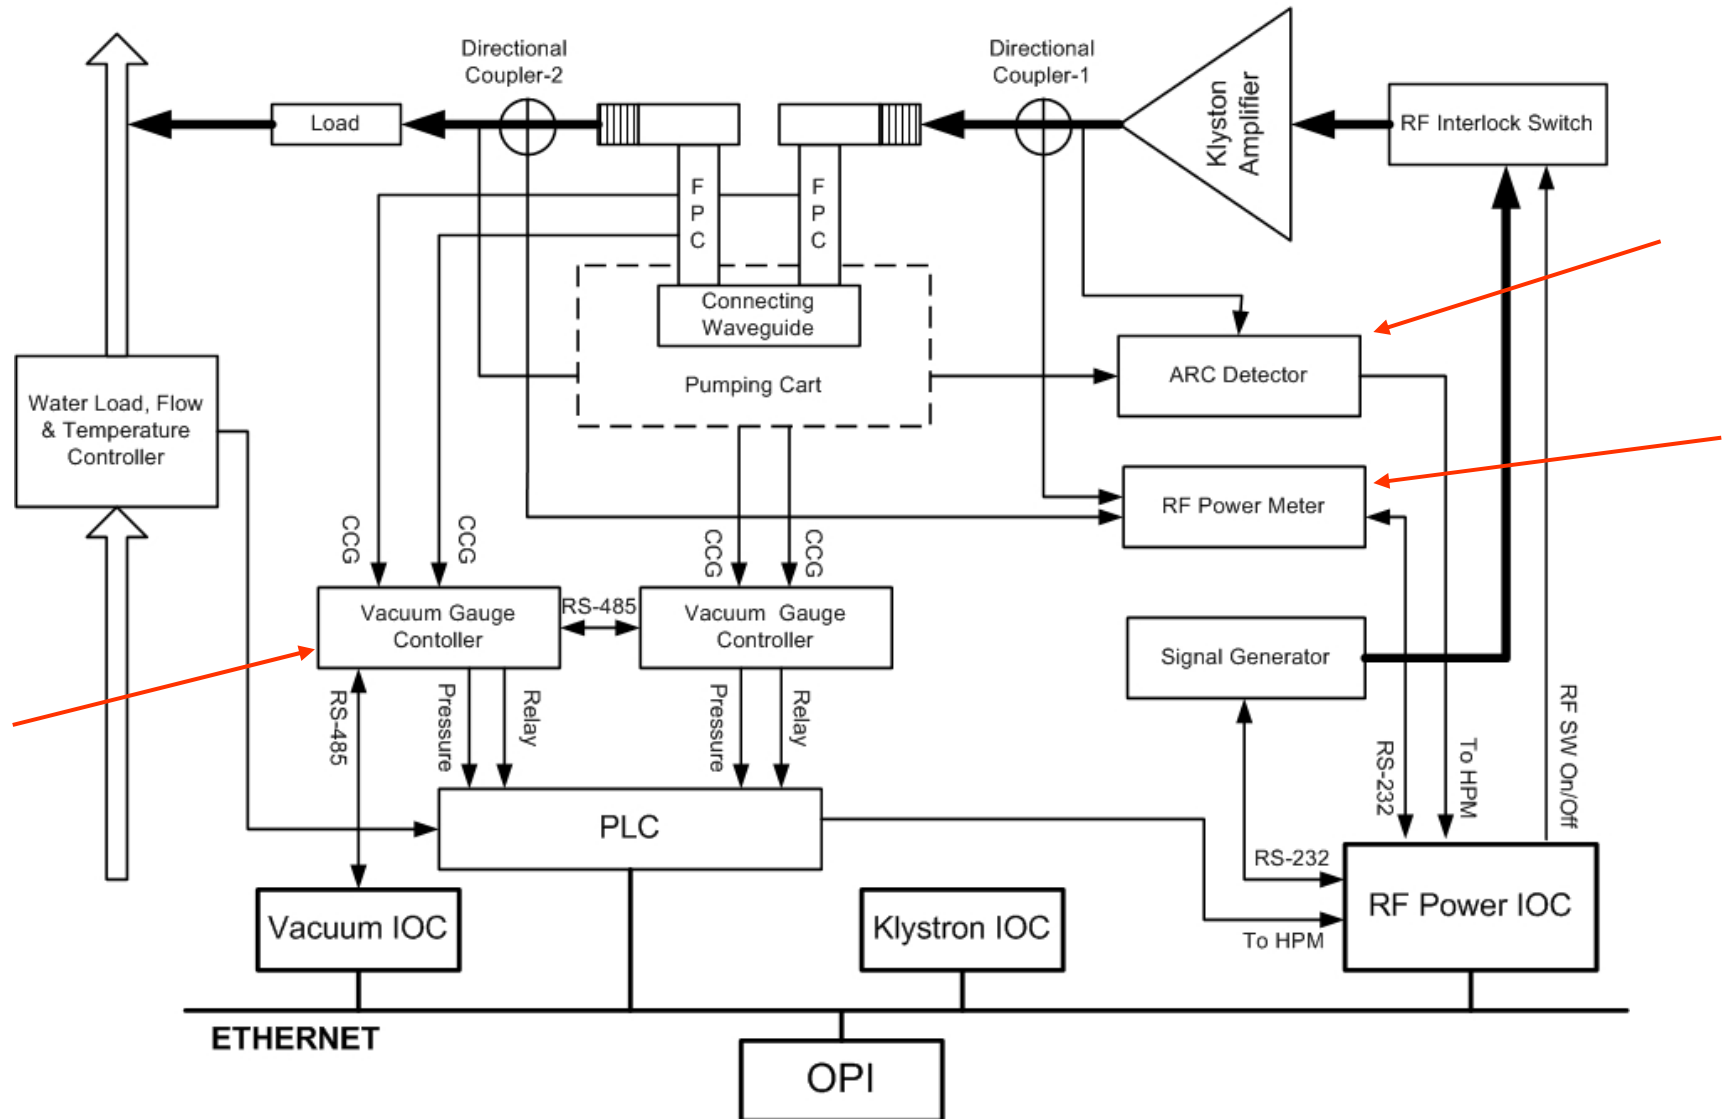 Directional
Coupler-2
Directional
Coupler-1
Klyston
Amplifier
Load
RF Interlock Switch
F
P
C
F
P
C
Connecting
Waveguide
Pumping Cart
ARC Detector
Water Load, Flow
& Temperature
Controller
RF Power Meter
CCG
CCG
CCG
CCG
Vacuum Gauge
Contoller
RS-485
Vacuum Gauge
Controller
Signal Generator
RS-485
Pressure
Relay
Pressure
Relay
RS-232
To HPM
RF SW On/Off
PLC
RS-232
To HPM
RF Power IOC
Vacuum IOC
Klystron IOC
ETHERNET
OPI